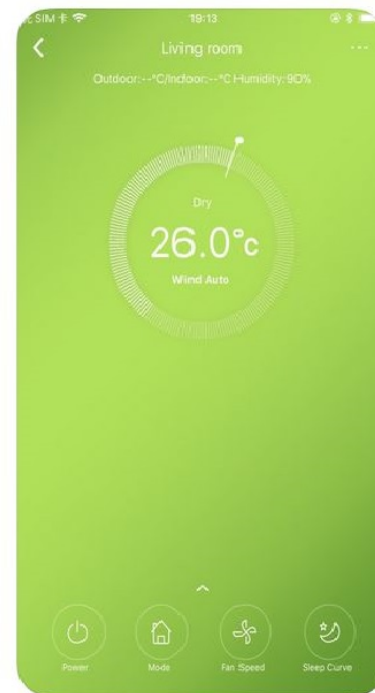 SIM 19:13
Living room ...
Outdoor:--°C/Indoor:--°C Humidity:90%
Dry
26.0°c
Wind Auto
Power Mode Fan Speed Sleep Curve